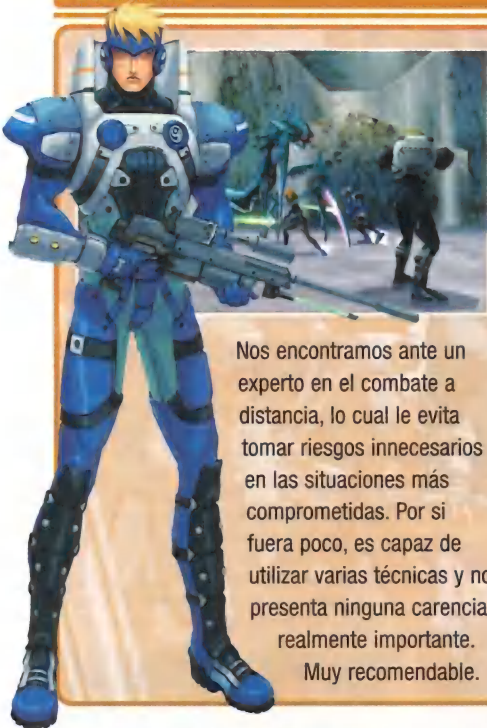 Nos encontramos ante un
experto en el combate a
distancia, lo cual le evita
tomar riesgos innecesarios
en las situaciones más
comprometidas. Por si
fuera poco, es capaz de
utilizar varias técnicas y no
presenta ninguna carencia
realmente importante.
Muy recomendable.